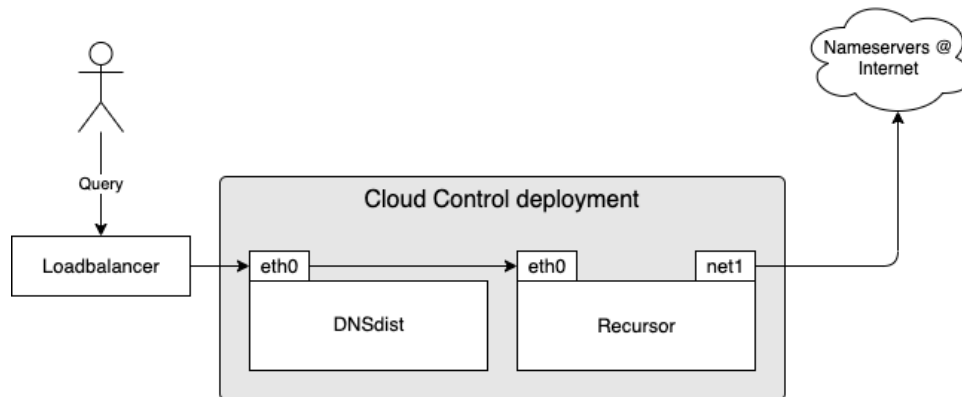 Nameservers @
Internet
Query
Cloud Control deployment
Loadbalancer
eth0
eth0
net1
DNSdist
Recursor